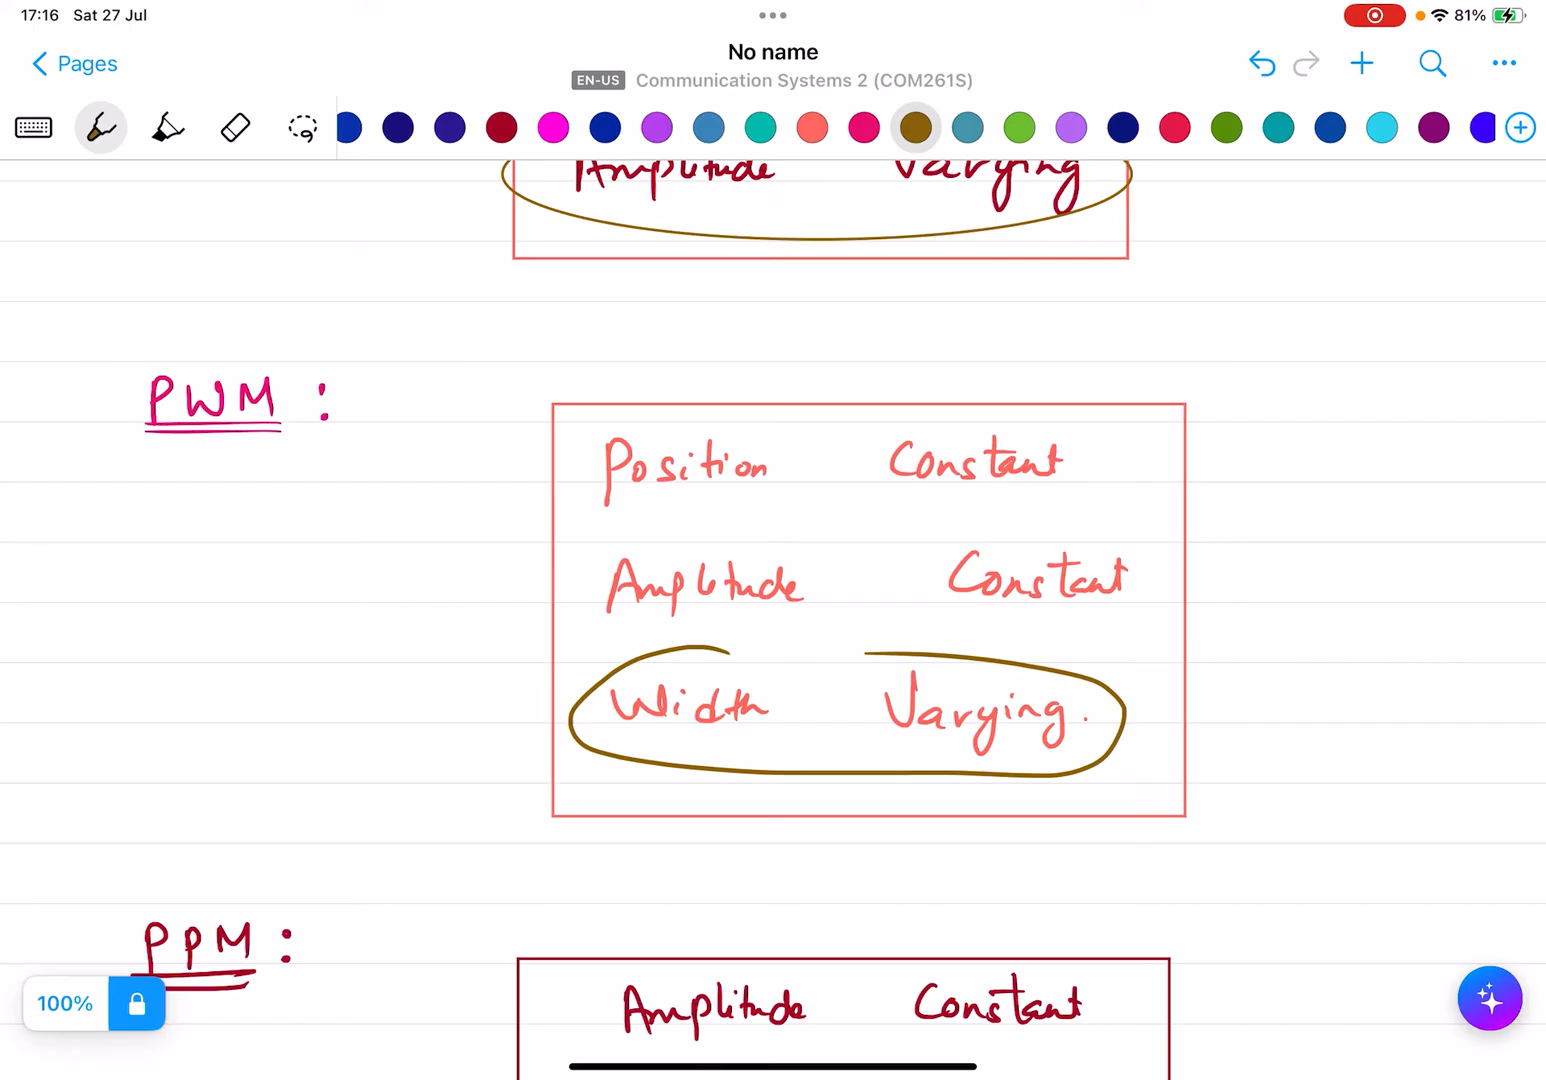 17:16 Sat 27 Jul
81%
Pages
No name
EN-US Communication Systems 2 (COM261S)
Amplitude Varying
PWM :
Position Constant
Amplitude Constant
Width Varying.
PPM :
100%
Amplitude Constant